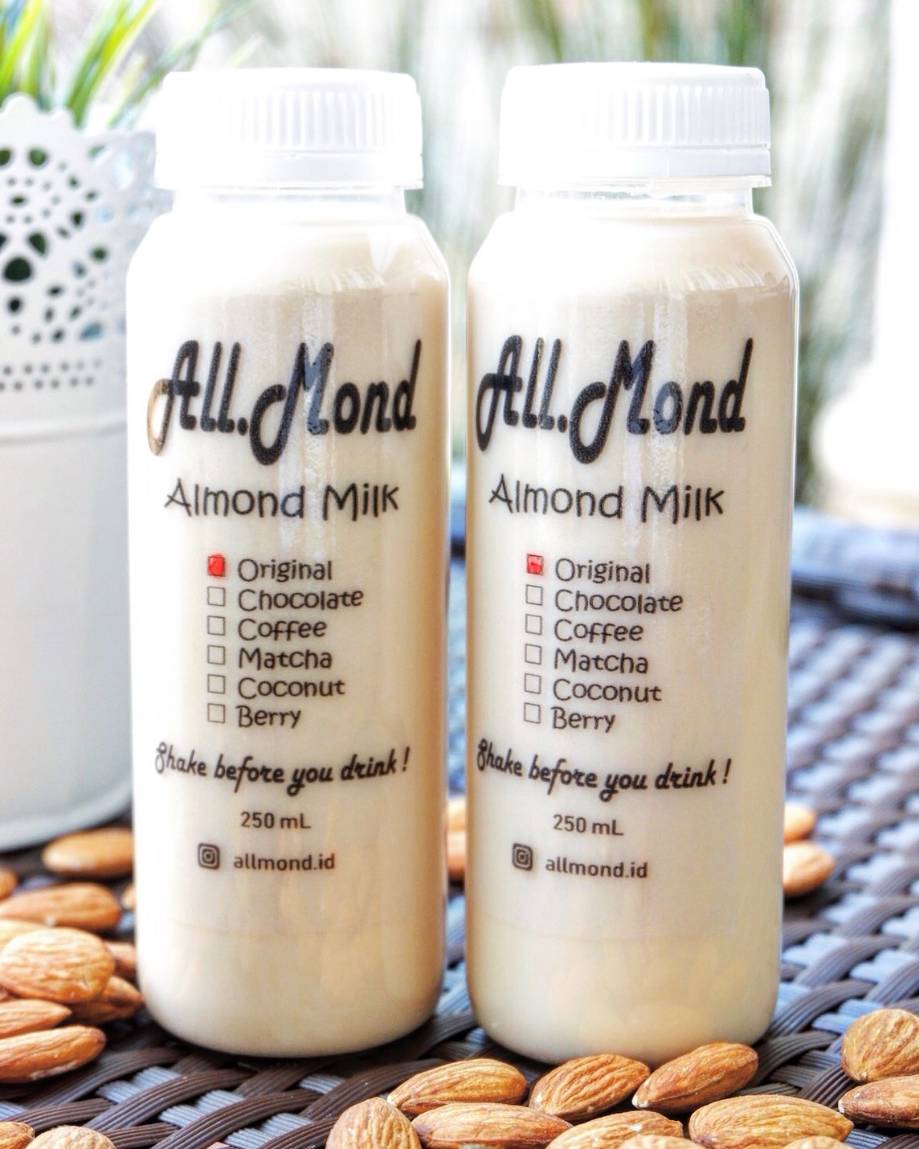 All.Mond
Almond Milk
Original
Chocolate
Coffee
Matcha
Coconut
Berry
Shake before you drink!
250 mL
allmond.id
All.Mond
Almond Milk
Original
Chocolate
Coffee
Matcha
Coconut
Berry
Shake before you drink!
250 mL
allmond.id